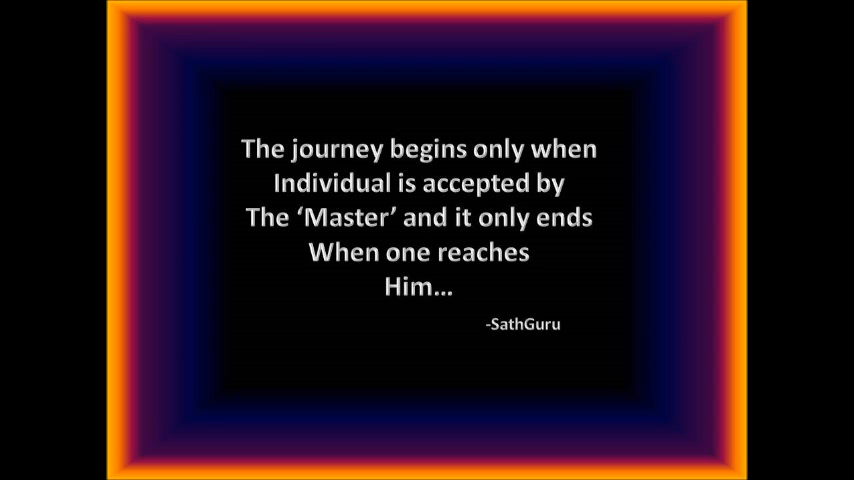 The journey begins only when
Individual is accepted by
The ‘Master’ and it only ends
When one reaches
Him...
-SathGuru